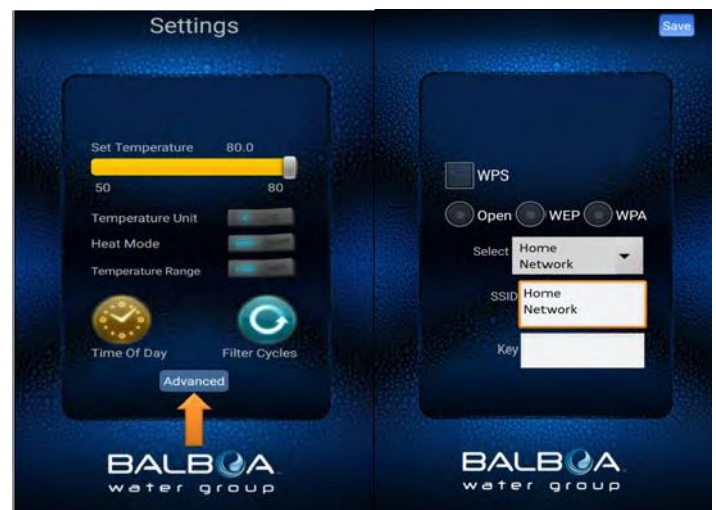 Settings
Set Temperature 80.0
50 80
Temperature Unit
Heat Mode
Temperature Range
Time Of Day Filter Cycles
Advanced
BALBOA
water group
Save
WPS
Open WEP WPA
Select Home
Network
SSID Home
Network
Key
BALBOA
water group